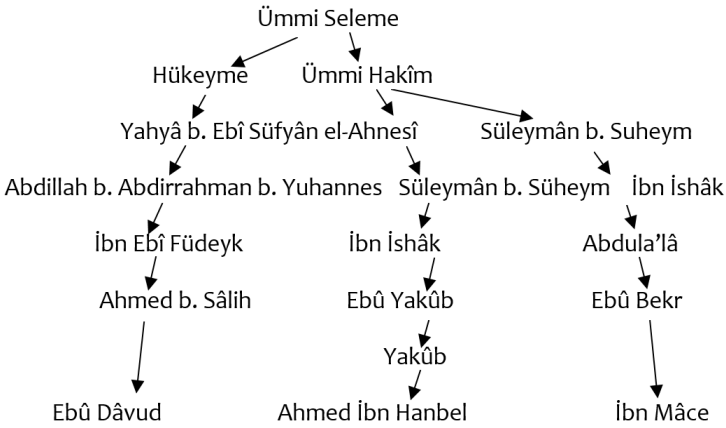 Ümmi Seleme
Hükeyme Ümmi Hakîm
Yahyâ b. Ebî Süfyân el-Ahnesî Süleymân b. Suheym
Abdillah b. Abdirrahman b. Yuhannes Süleymân b. Süheym İbn İshâk
İbn Ebî Füdeyk İbn İshâk Abdula’lâ
Ahmed b. Sâlih Ebû Yakûb Ebû Bekr
Yakûb
Ebû Dâvud Ahmed İbn Hanbel İbn Mâce